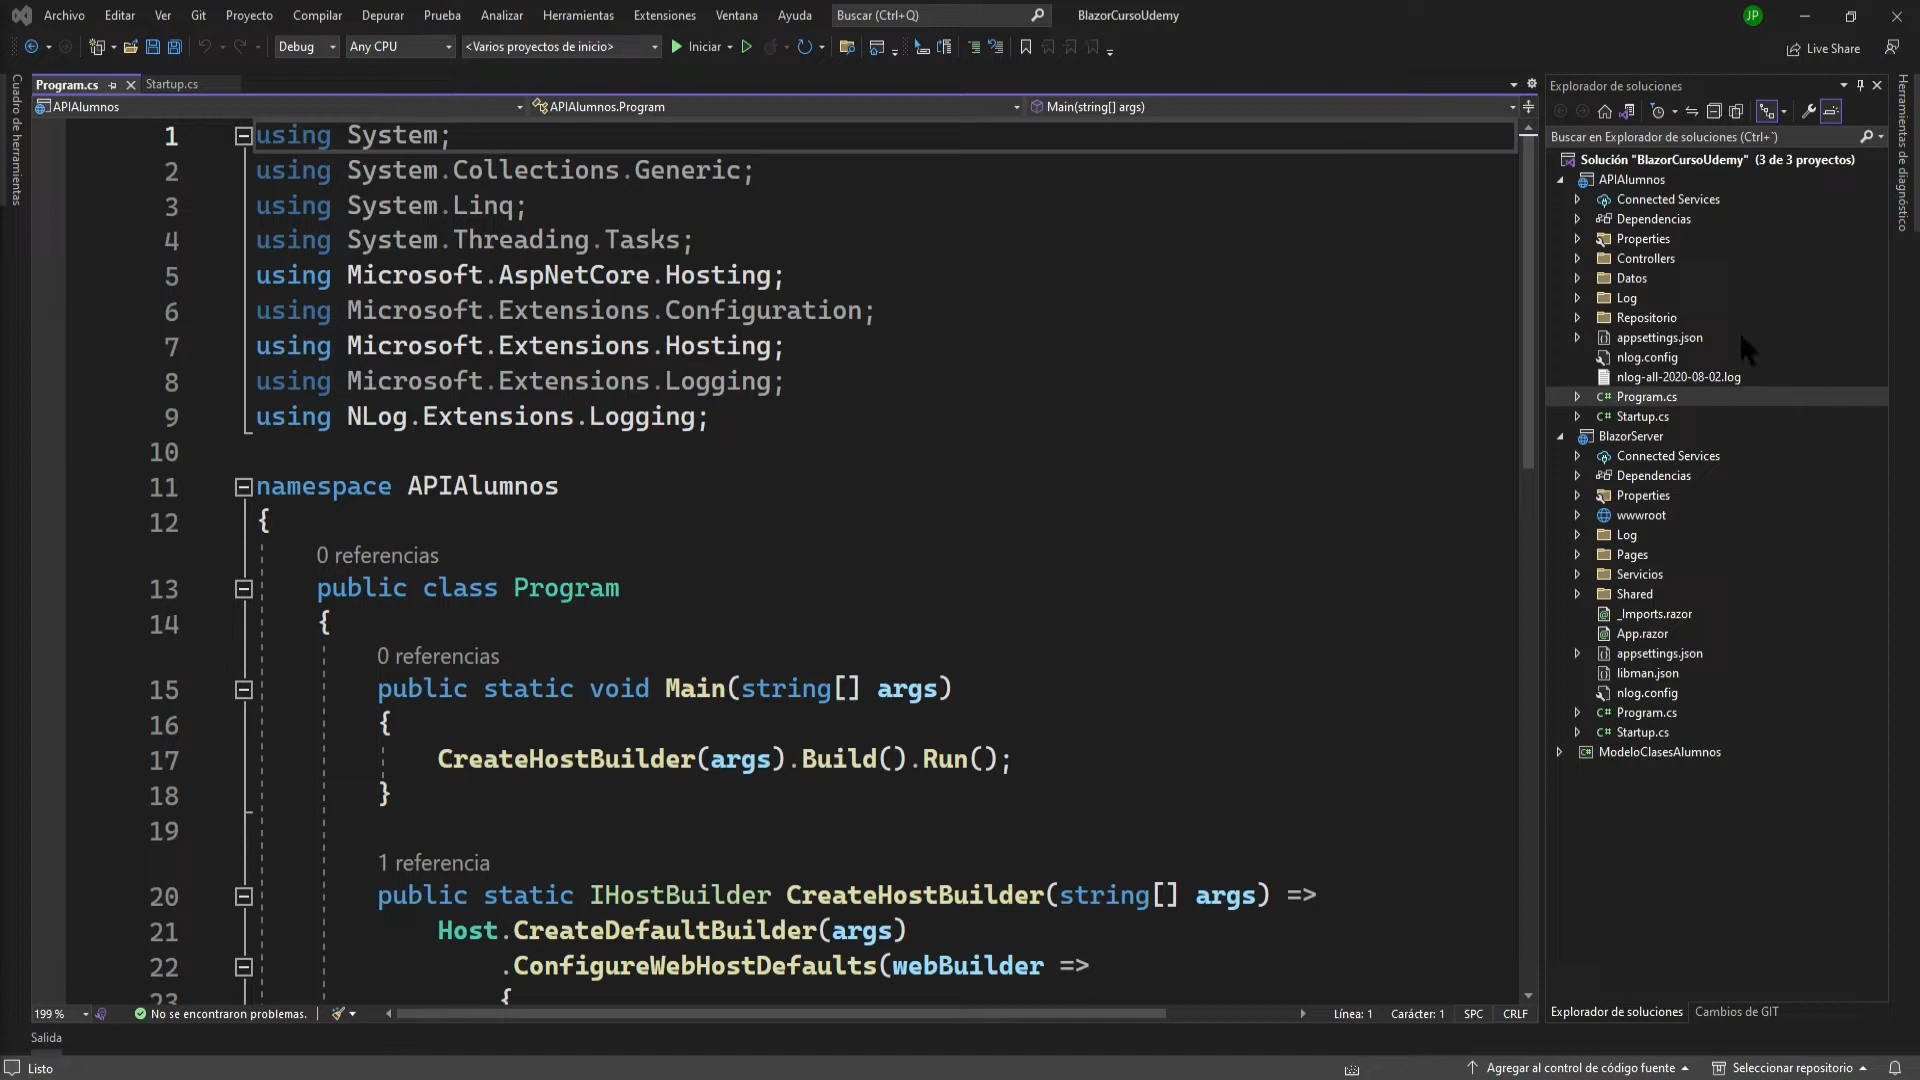 Archivo Editar Ver Git Proyecto Compilar Depurar Prueba Analizar Herramientas Extensiones Ventana Ayuda Buscar (Ctrl+Q) BlazorCursoUdemy JP
Debug Any CPU <Varios proyectos de inicio> Iniciar Live Share
Cuadro de herramientas
Program.cs Startup.cs
APIAlumnos APIAlumnos.Program Main(string[] args)
1 using System;
2 using System.Collections.Generic;
3 using System.Linq;
4 using System.Threading.Tasks;
5 using Microsoft.AspNetCore.Hosting;
6 using Microsoft.Extensions.Configuration;
7 using Microsoft.Extensions.Hosting;
8 using Microsoft.Extensions.Logging;
9 using NLog.Extensions.Logging;
10
11 namespace APIAlumnos
12 {
0 referencias
13 public class Program
14 {
0 referencias
15 public static void Main(string[] args)
16 {
17 CreateHostBuilder(args).Build().Run();
18 }
19
1 referencia
20 public static IHostBuilder CreateHostBuilder(string[] args) =>
21 Host.CreateDefaultBuilder(args)
22 .ConfigureWebHostDefaults(webBuilder =>
23 {
199 % No se encontraron problemas. Línea: 1 Carácter: 1 SPC CRLF
Explorador de soluciones
Buscar en Explorador de soluciones (Ctrl+`)
Solución "BlazorCursoUdemy" (3 de 3 proyectos)
APIAlumnos
Connected Services
Dependencias
Properties
Controllers
Datos
Log
Repositorio
appsettings.json
nlog.config
nlog-all-2020-08-02.log
C# Program.cs
C# Startup.cs
BlazorServer
Connected Services
Dependencias
Properties
wwwroot
Log
Pages
Servicios
Shared
_Imports.razor
App.razor
appsettings.json
libman.json
nlog.config
C# Program.cs
C# Startup.cs
C# ModeloClasesAlumnos
Explorador de soluciones Cambios de GIT
Herramientas de diagnóstico
Salida
Listo Agregar al control de código fuente Seleccionar repositorio